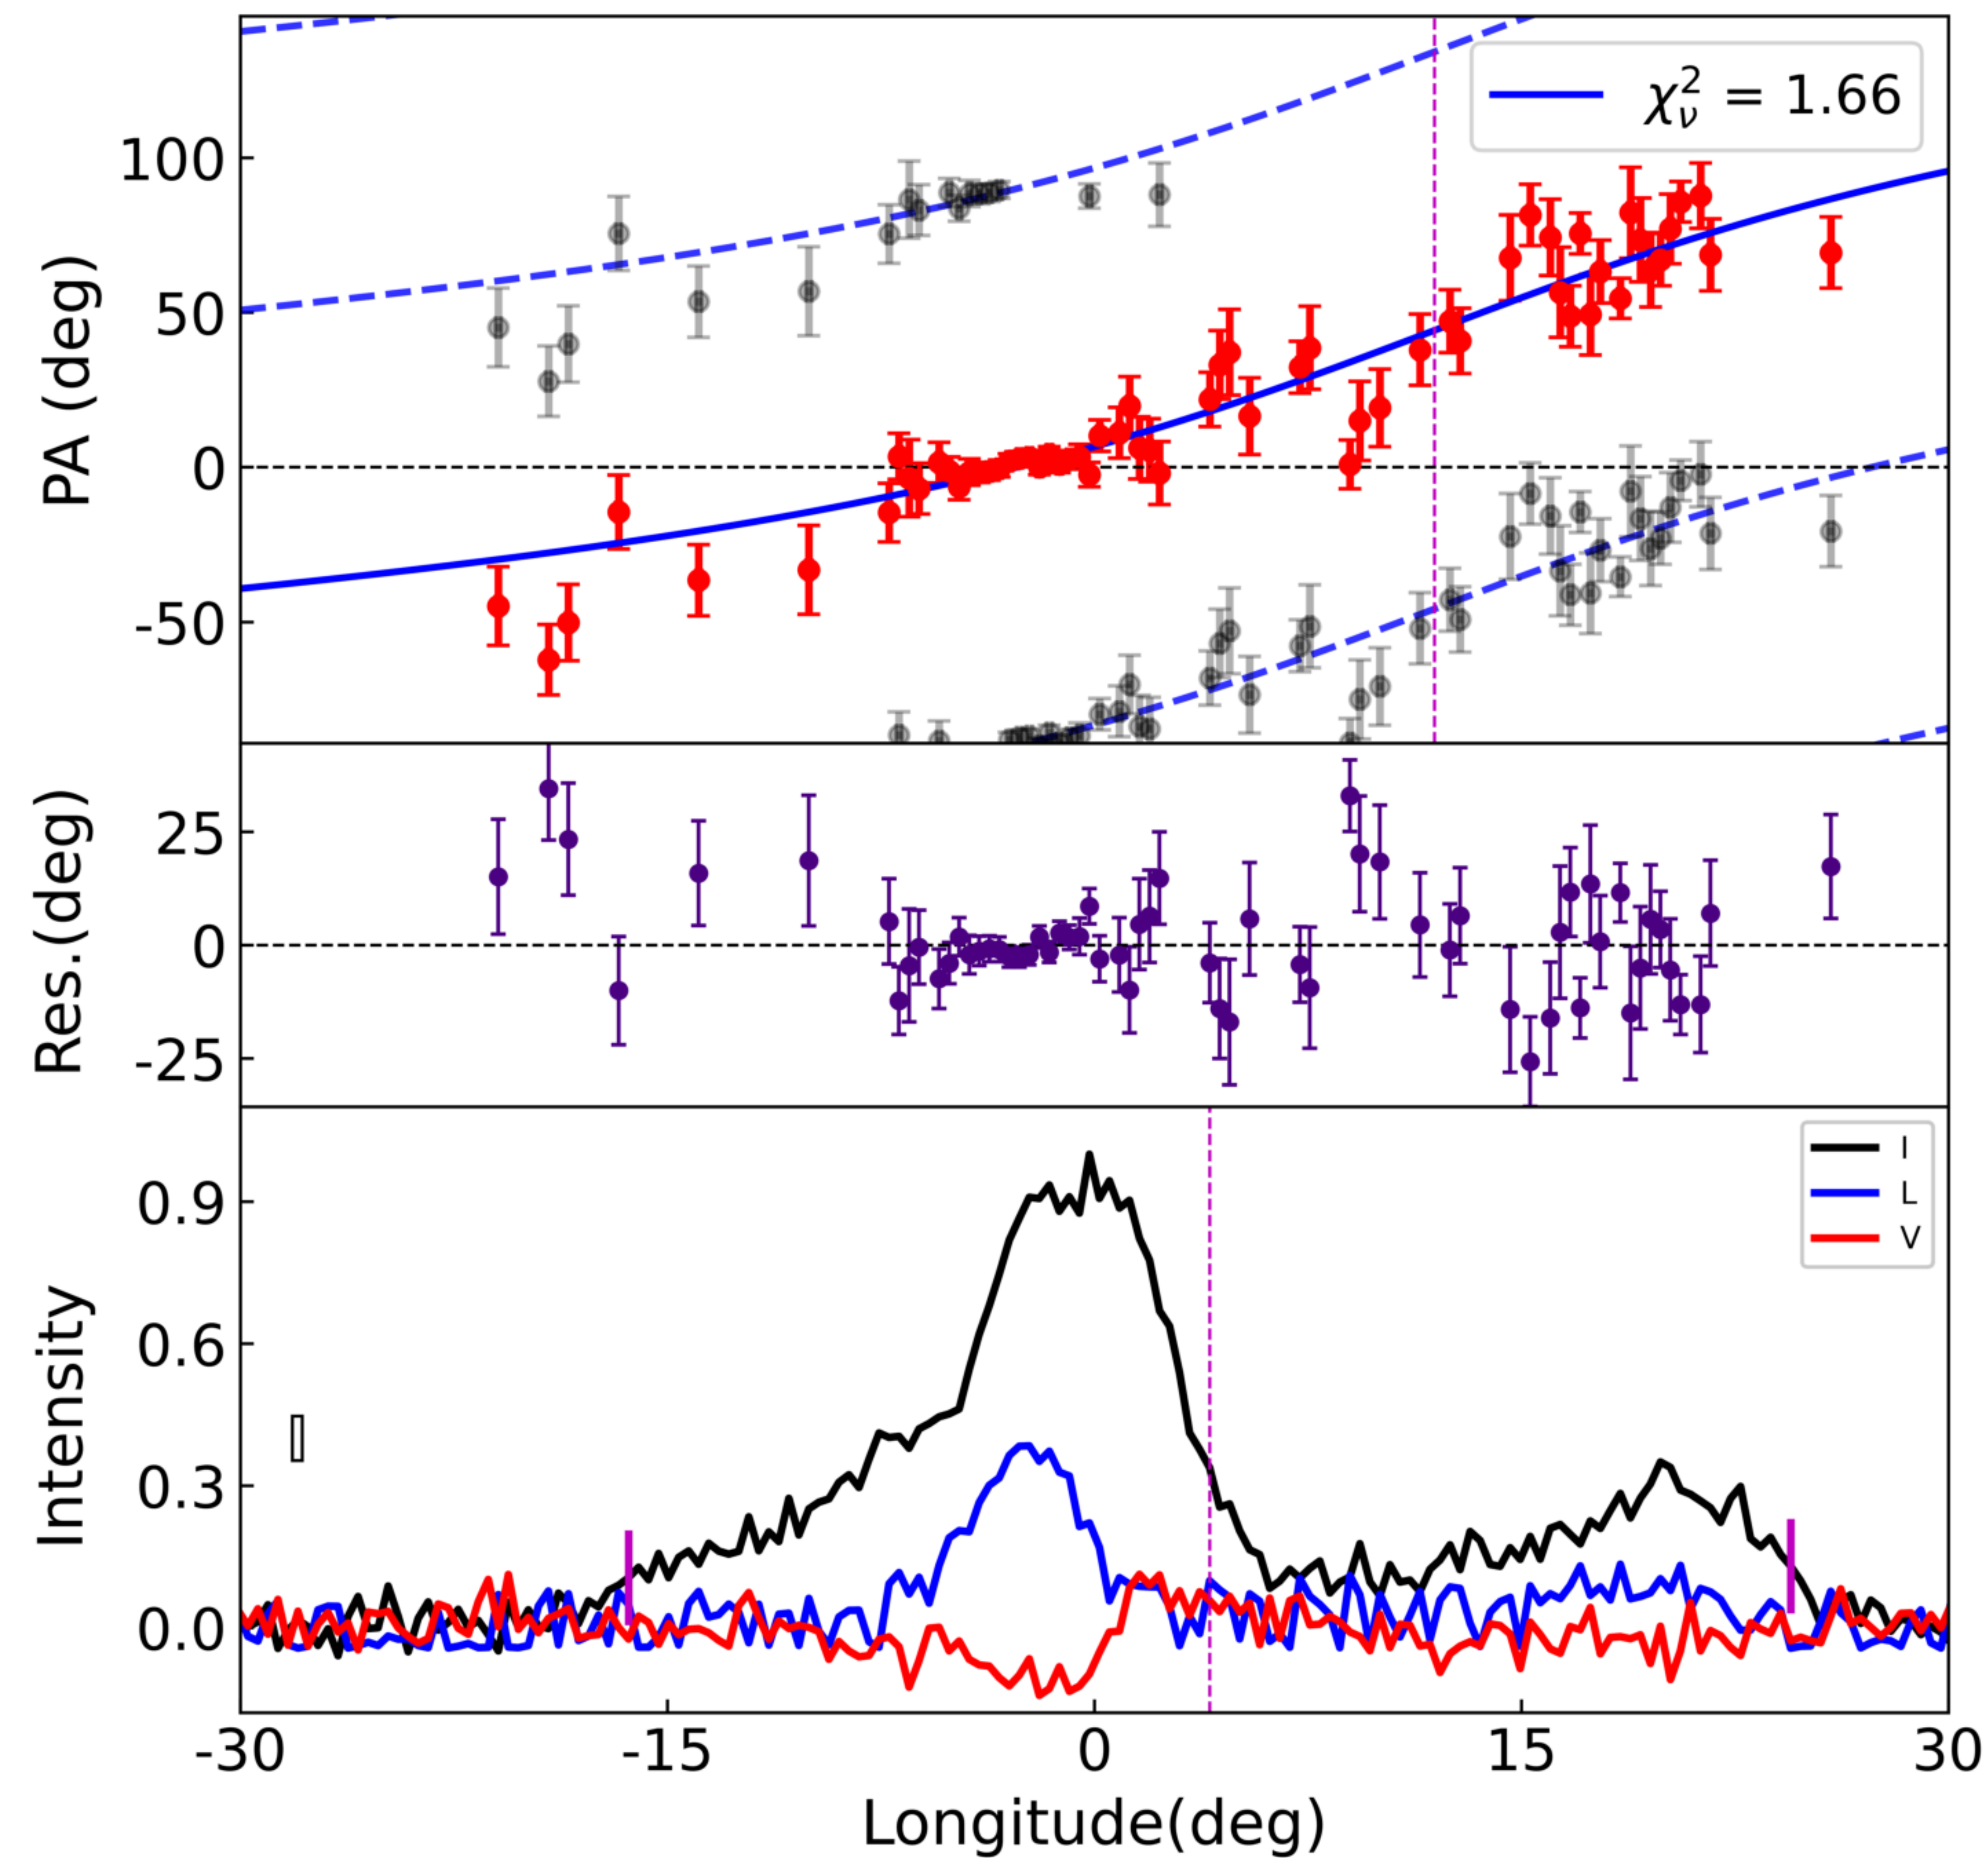 χ²ᵥ = 1.66
PA (deg)
100
50
0
-50
Res.(deg)
25
0
-25
I
L
V
Intensity
0.9
0.6
0.3
0.0
-30 -15 0 15 30
Longitude(deg)